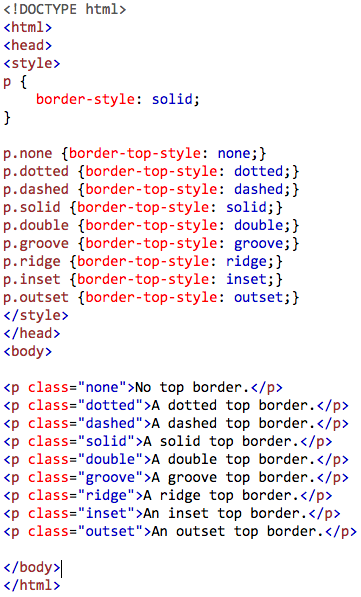 <!DOCTYPE html>
<html>
<head>
<style>
p {
    border-style: solid;
}

p.none {border-top-style: none;}
p.dotted {border-top-style: dotted;}
p.dashed {border-top-style: dashed;}
p.solid {border-top-style: solid;}
p.double {border-top-style: double;}
p.groove {border-top-style: groove;}
p.ridge {border-top-style: ridge;}
p.inset {border-top-style: inset;}
p.outset {border-top-style: outset;}
</style>
</head>
<body>

<p class="none">No top border.</p>
<p class="dotted">A dotted top border.</p>
<p class="dashed">A dashed top border.</p>
<p class="solid">A solid top border.</p>
<p class="double">A double top border.</p>
<p class="groove">A groove top border.</p>
<p class="ridge">A ridge top border.</p>
<p class="inset">An inset top border.</p>
<p class="outset">An outset top border.</p>

</body>
</html>